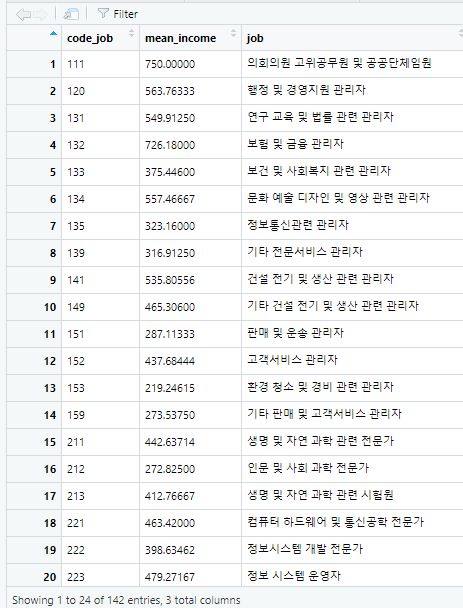 Filter
code_job mean_income job
1 111 750.00000 의회의원 고위공무원 및 공공단체임원
2 120 563.76333 행정 및 경영지원 관리자
3 131 549.91250 연구 교육 및 법률 관련 관리자
4 132 726.18000 보험 및 금융 관리자
5 133 375.44600 보건 및 사회복지 관련 관리자
6 134 557.46667 문화 예술 디자인 및 영상 관련 관리자
7 135 323.16000 정보통신관련 관리자
8 139 316.91250 기타 전문서비스 관리자
9 141 535.80556 건설 전기 및 생산 관련 관리자
10 149 465.30600 기타 건설 전기 및 생산 관련 관리자
11 151 287.11333 판매 및 운송 관리자
12 152 437.68444 고객서비스 관리자
13 153 219.24615 환경 청소 및 경비 관련 관리자
14 159 273.53750 기타 판매 및 고객서비스 관리자
15 211 442.63714 생명 및 자연 과학 관련 전문가
16 212 272.82500 인문 및 사회 과학 전문가
17 213 412.76667 생명 및 자연 과학 관련 시험원
18 221 463.42000 컴퓨터 하드웨어 및 통신공학 전문가
19 222 398.63462 정보시스템 개발 전문가
20 223 479.27167 정보 시스템 운영자
Showing 1 to 24 of 142 entries, 3 total columns